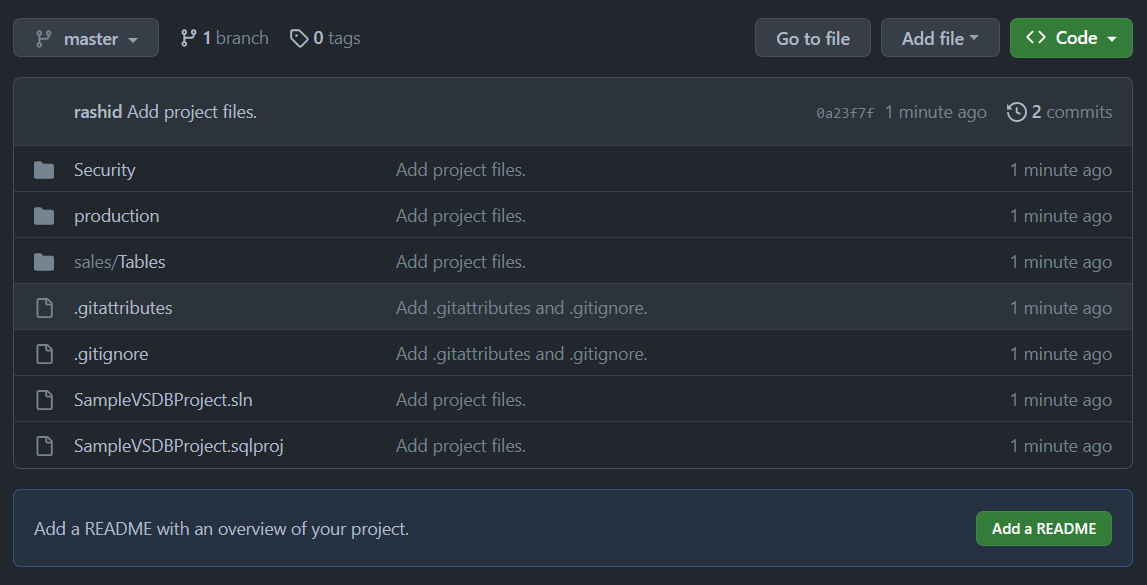 master 1 branch 0 tags Go to file Add file Code
rashid Add project files. 0a23f7f 1 minute ago 2 commits
Security Add project files. 1 minute ago
production Add project files. 1 minute ago
sales/Tables Add project files. 1 minute ago
.gitattributes Add .gitattributes and .gitignore. 1 minute ago
.gitignore Add .gitattributes and .gitignore. 1 minute ago
SampleVSDBProject.sln Add project files. 1 minute ago
SampleVSDBProject.sqlproj Add project files. 1 minute ago
Add a README with an overview of your project. Add a README